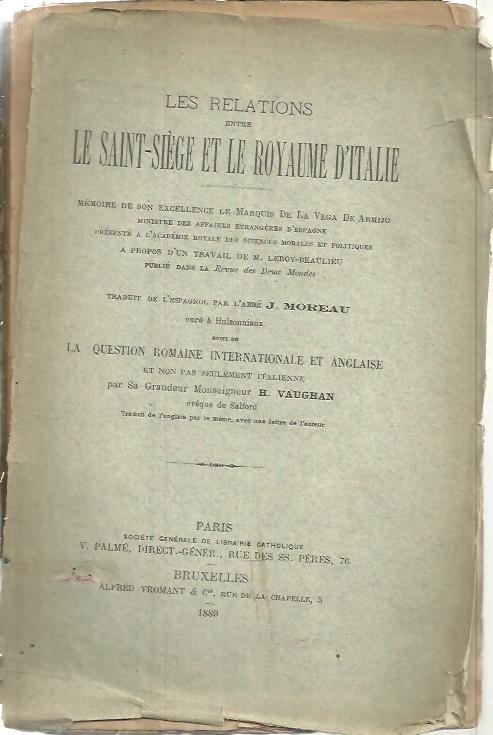 LES RELATIONS
ENTRE
LE SAINT-SIÈGE ET LE ROYAUME D'ITALIE
MÉMOIRE DE SON EXCELLENCE LE MARQUIS DE LA VEGA DE ARMIJO
MINISTRE DES AFFAIRES ÉTRANGÈRES D'ESPAGNE
PRÉSENTÉ A L'ACADÉMIE ROYALE DES SCIENCES MORALES ET POLITIQUES
A PROPOS D'UN TRAVAIL DE M. LEROY-BEAULIEU
PUBLIÉ DANS LA Revue des Deux Mondes
TRADUIT DE L'ESPAGNOL PAR L'ABBÉ J. MOREAU
curé à Hulsonniaux
SUIVI DE
LA QUESTION ROMAINE INTERNATIONALE ET ANGLAISE
ET NON PAS SEULEMENT ITALIENNE
par Sa Grandeur Monseigneur H. VAUGHAN
évêque de Salford
Traduit de l'anglais par le même, avec une lettre de l'auteur
PARIS
SOCIÉTÉ GÉNÉRALE DE LIBRAIRIE CATHOLIQUE
V. PALMÉ, DIRECT.-GÉNÉR., RUE DES SS. PÈRES, 76
BRUXELLES
ALFRED VROMANT & Cie, RUE DE LA CHAPELLE, 3
1889